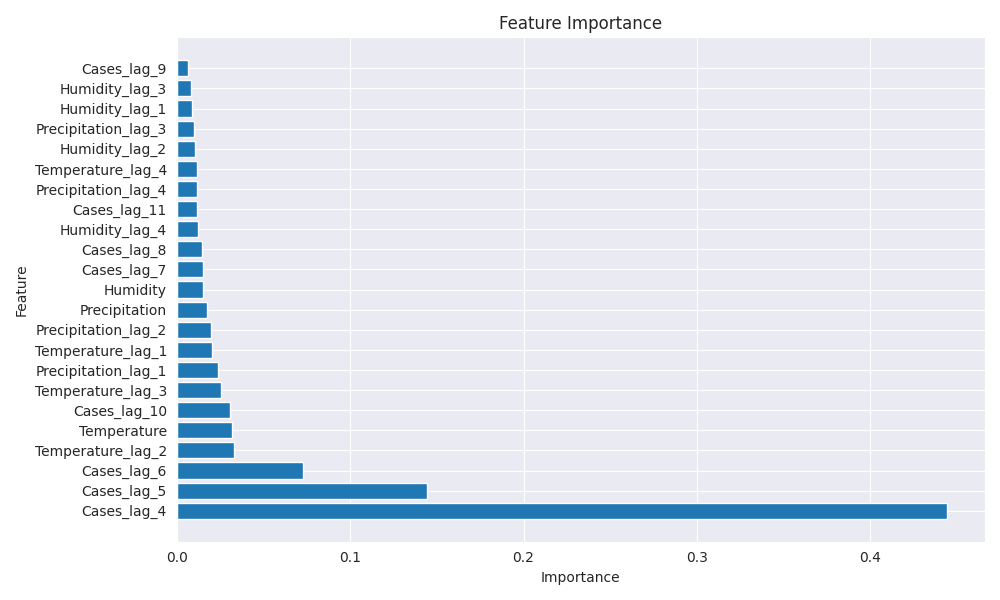 Feature Importance
Cases_lag_9
Humidity_lag_3
Humidity_lag_1
Precipitation_lag_3
Humidity_lag_2
Temperature_lag_4
Precipitation_lag_4
Cases_lag_11
Humidity_lag_4
Cases_lag_8
Cases_lag_7
Humidity
Precipitation
Precipitation_lag_2
Temperature_lag_1
Precipitation_lag_1
Temperature_lag_3
Cases_lag_10
Temperature
Temperature_lag_2
Cases_lag_6
Cases_lag_5
Cases_lag_4
Feature
0.0 0.1 0.2 0.3 0.4
Importance